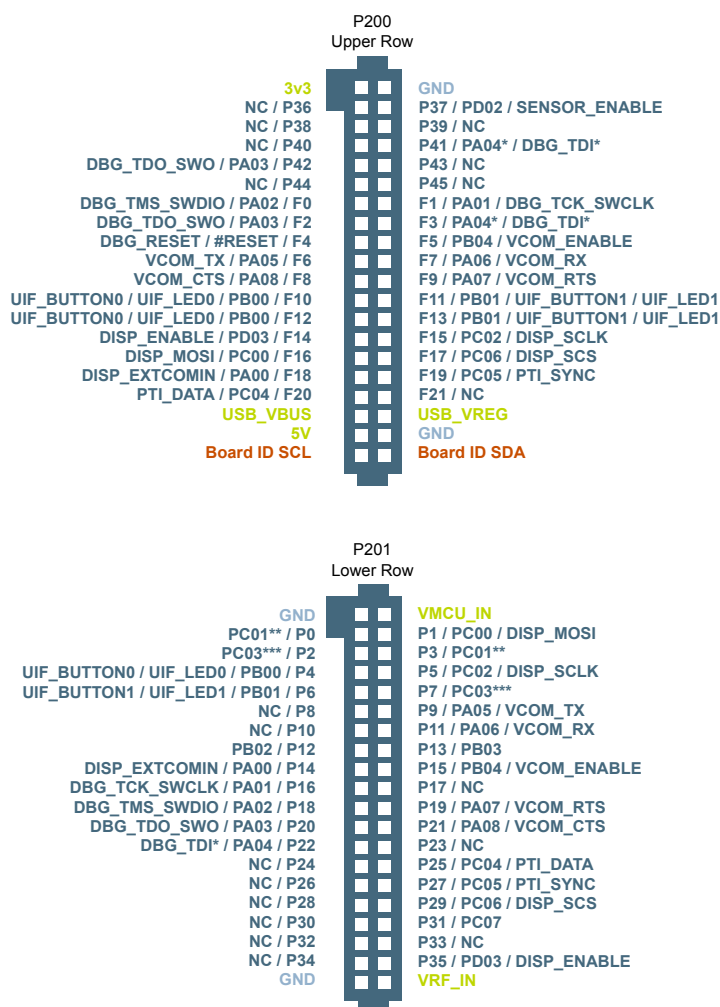 P200
Upper Row
3v3 GND
NC / P36 P37 / PD02 / SENSOR_ENABLE
NC / P38 P39 / NC
NC / P40 P41 / PA04* / DBG_TDI*
DBG_TDO_SWO / PA03 / P42 P43 / NC
NC / P44 P45 / NC
DBG_TMS_SWDIO / PA02 / F0 F1 / PA01 / DBG_TCK_SWCLK
DBG_TDO_SWO / PA03 / F2 F3 / PA04* / DBG_TDI*
DBG_RESET / #RESET / F4 F5 / PB04 / VCOM_ENABLE
VCOM_TX / PA05 / F6 F7 / PA06 / VCOM_RX
VCOM_CTS / PA08 / F8 F9 / PA07 / VCOM_RTS
UIF_BUTTON0 / UIF_LED0 / PB00 / F10 F11 / PB01 / UIF_BUTTON1 / UIF_LED1
UIF_BUTTON0 / UIF_LED0 / PB00 / F12 F13 / PB01 / UIF_BUTTON1 / UIF_LED1
DISP_ENABLE / PD03 / F14 F15 / PC02 / DISP_SCLK
DISP_MOSI / PC00 / F16 F17 / PC06 / DISP_SCS
DISP_EXTCOMIN / PA00 / F18 F19 / PC05 / PTI_SYNC
PTI_DATA / PC04 / F20 F21 / NC
USB_VBUS USB_VREG
5V GND
Board ID SCL Board ID SDA
P201
Lower Row
GND VMCU_IN
PC01** / P0 P1 / PC00 / DISP_MOSI
PC03*** / P2 P3 / PC01**
UIF_BUTTON0 / UIF_LED0 / PB00 / P4 P5 / PC02 / DISP_SCLK
UIF_BUTTON1 / UIF_LED1 / PB01 / P6 P7 / PC03***
NC / P8 P9 / PA05 / VCOM_TX
NC / P10 P11 / PA06 / VCOM_RX
PB02 / P12 P13 / PB03
DISP_EXTCOMIN / PA00 / P14 P15 / PB04 / VCOM_ENABLE
DBG_TCK_SWCLK / PA01 / P16 P17 / NC
DBG_TMS_SWDIO / PA02 / P18 P19 / PA07 / VCOM_RTS
DBG_TDO_SWO / PA03 / P20 P21 / PA08 / VCOM_CTS
DBG_TDI* / PA04 / P22 P23 / NC
NC / P24 P25 / PC04 / PTI_DATA
NC / P26 P27 / PC05 / PTI_SYNC
NC / P28 P29 / PC06 / DISP_SCS
NC / P30 P31 / PC07
NC / P32 P33 / NC
NC / P34 P35 / PD03 / DISP_ENABLE
GND VRF_IN